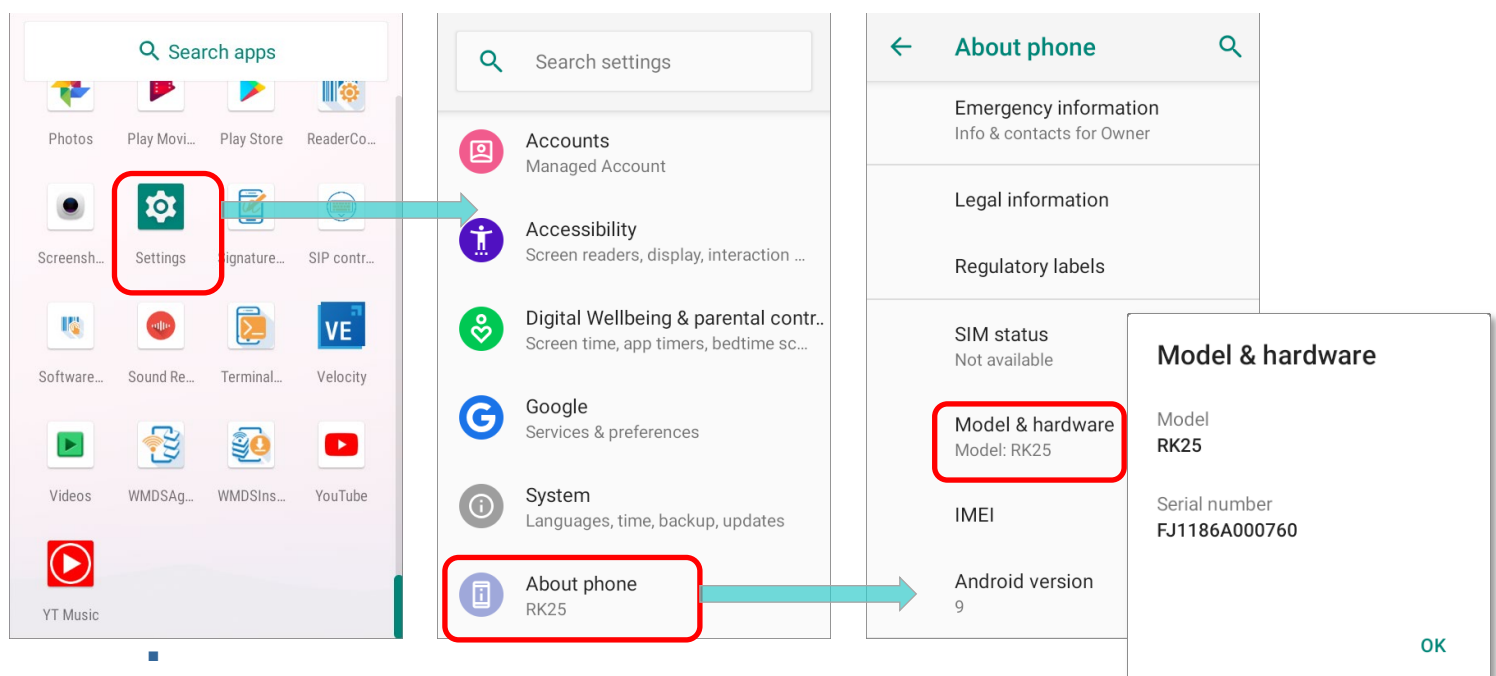 Search apps
Photos
Play Movi...
Play Store
ReaderCo...
Screensh...
Settings
Signature...
SIP contr...
Software...
Sound Re...
Terminal...
VE
Velocity
Videos
WMDSAg...
WMDSIns...
YouTube
YT Music
Search settings
Accounts
Managed Account
Accessibility
Screen readers, display, interaction ...
Digital Wellbeing & parental contr..
Screen time, app timers, bedtime sc...
G
Google
Services & preferences
System
Languages, time, backup, updates
About phone
RK25
About phone
Emergency information
Info & contacts for Owner
Legal information
Regulatory labels
SIM status
Not available
Model & hardware
Model: RK25
IMEI
Android version
9
Model & hardware
Model
RK25
Serial number
FJ1186A000760
OK